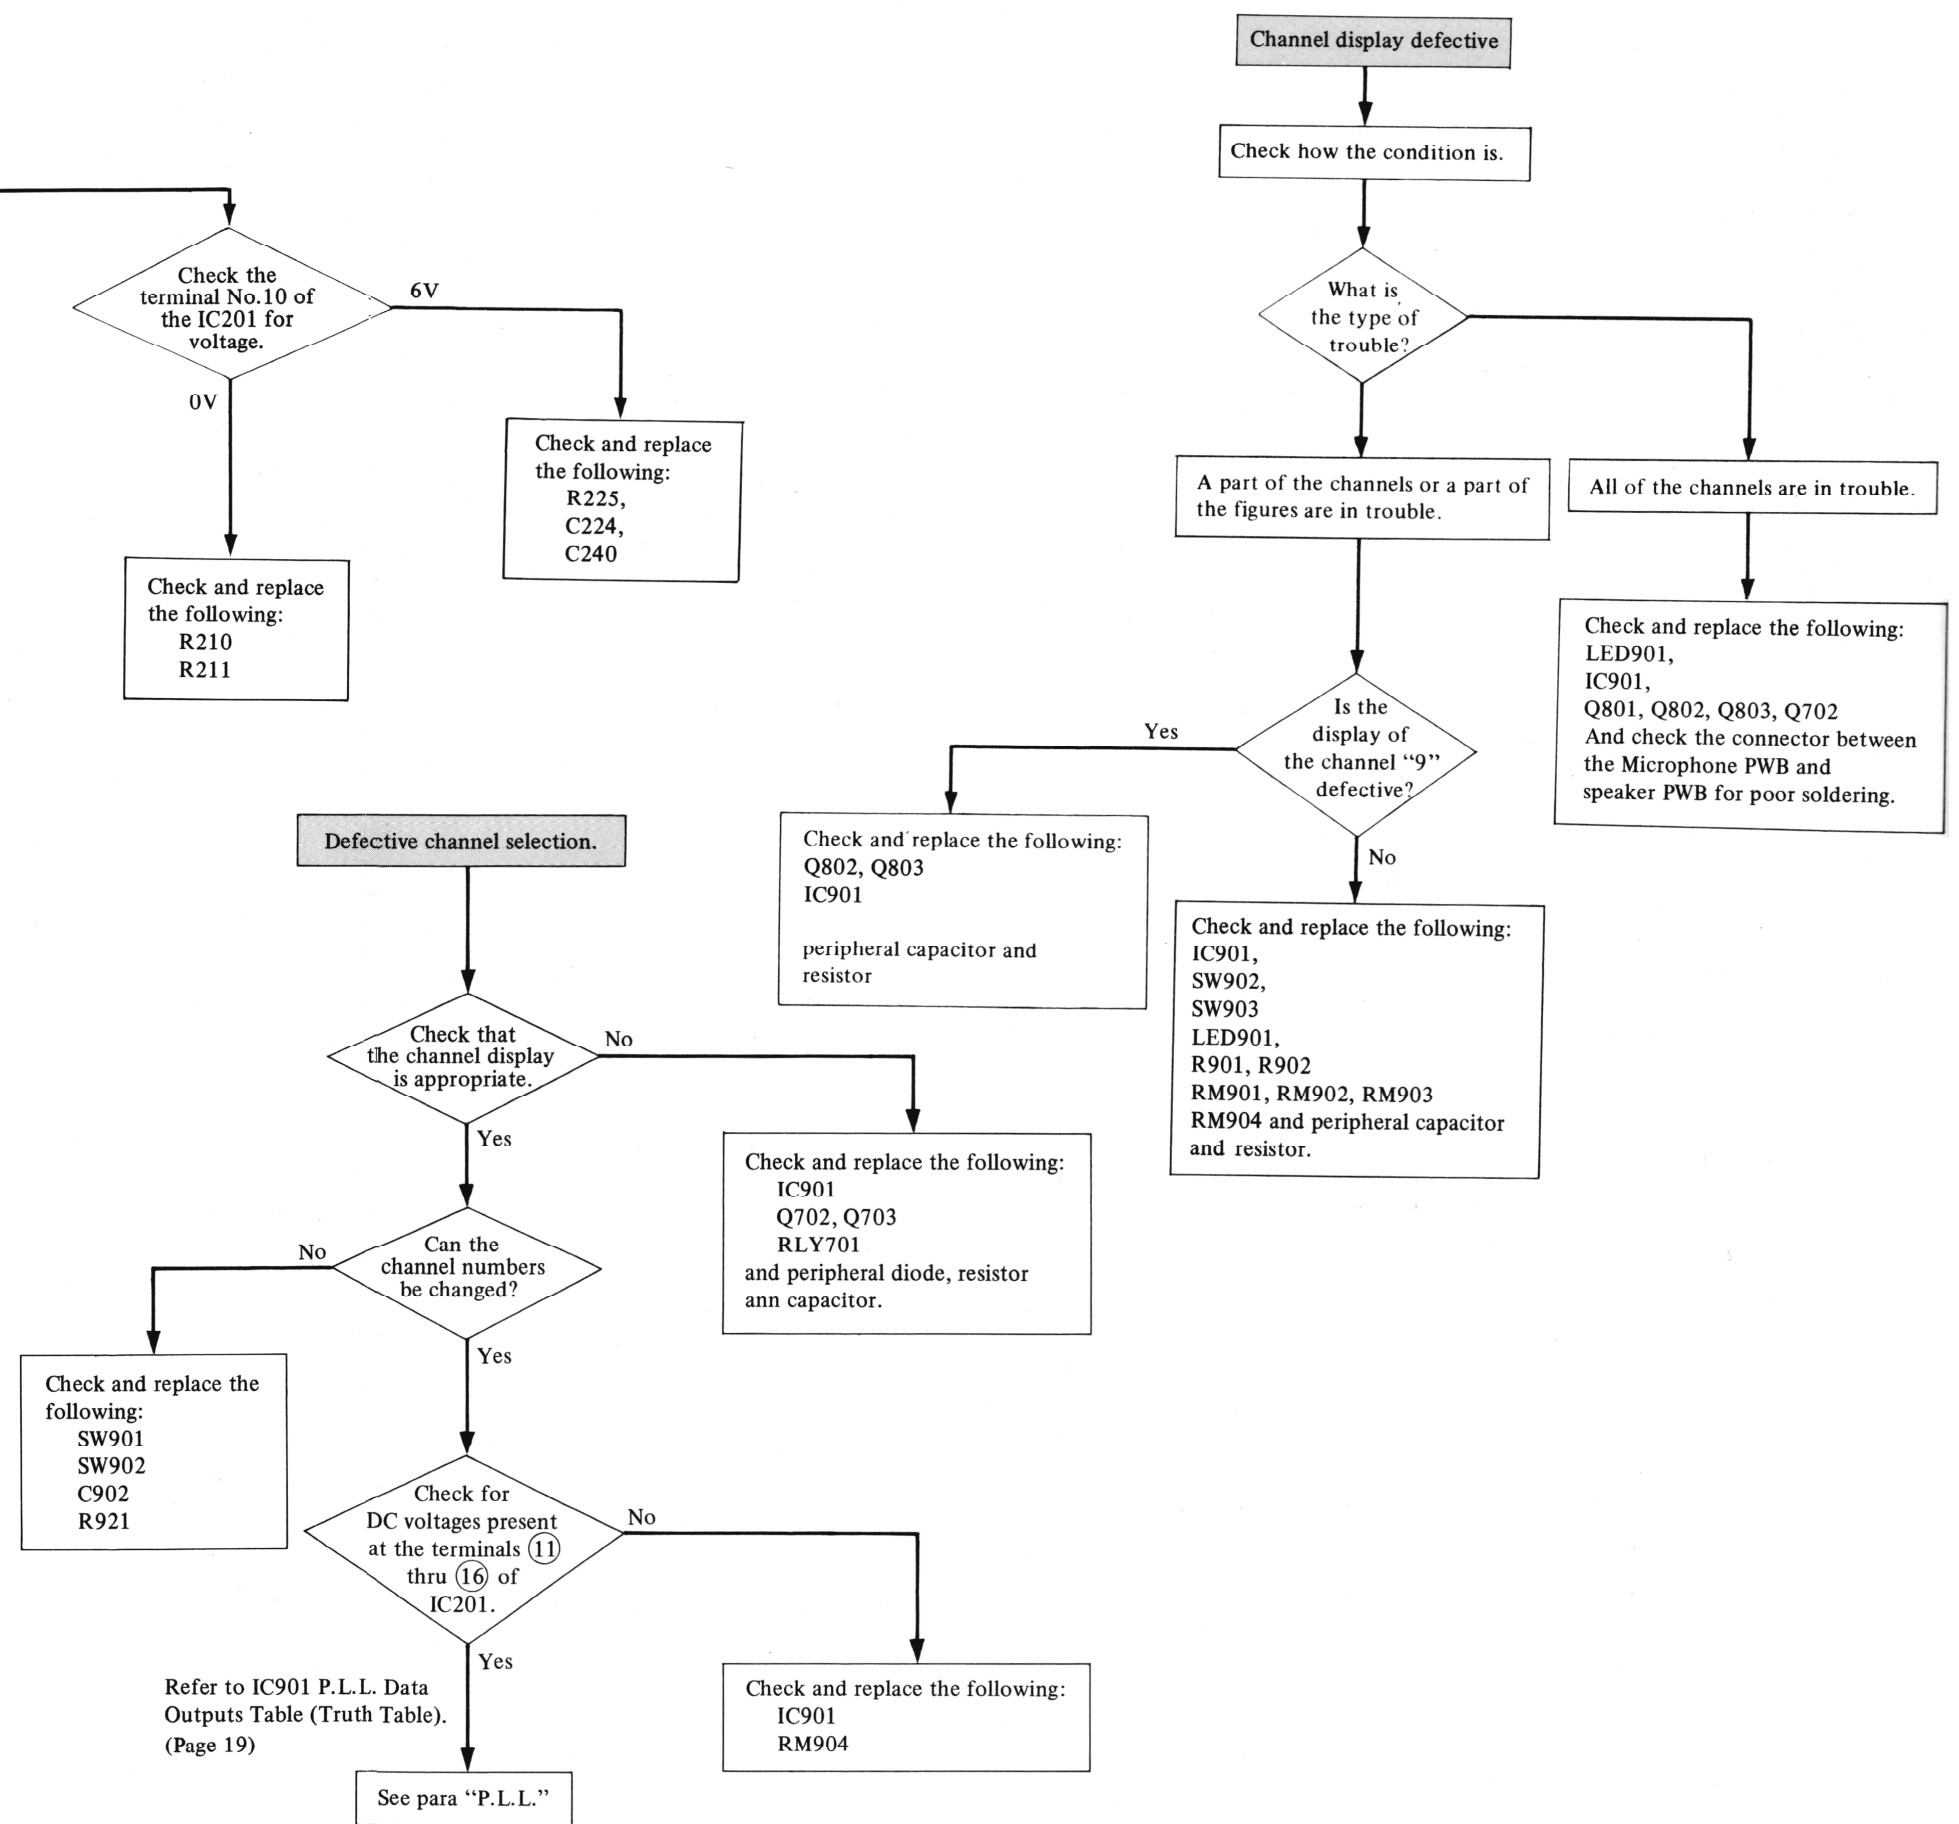 Channel display defective
Check how the condition is.
What is
the type of
trouble?
A part of the channels or a part of
the figures are in trouble.
All of the channels are in trouble.
Check and replace the following:
LED901,
IC901,
Q801, Q802, Q803, Q702
And check the connector between
the Microphone PWB and
speaker PWB for poor soldering.
Is the
display of
the channel “9”
defective?
Yes
No
Check and replace the following:
Q802, Q803
IC901
peripheral capacitor and
resistor
Check and replace the following:
IC901,
SW902,
SW903
LED901,
R901, R902
RM901, RM902, RM903
RM904 and peripheral capacitor
and resistor.
Check the
terminal No.10 of
the IC201 for
voltage.
6V
0V
Check and replace
the following:
R225,
C224,
C240
Check and replace
the following:
R210
R211
Defective channel selection.
Check that
the channel display
is appropriate.
No
Yes
Check and replace the following:
IC901
Q702, Q703
RLY701
and peripheral diode, resistor
ann capacitor.
Can the
channel numbers
be changed?
No
Yes
Check and replace the
following:
SW901
SW902
C902
R921
Check for
DC voltages present
at the terminals ⑪
thru ⑯ of
IC201.
No
Yes
Check and replace the following:
IC901
RM904
Refer to IC901 P.L.L. Data
Outputs Table (Truth Table).
(Page 19)
See para “P.L.L.”